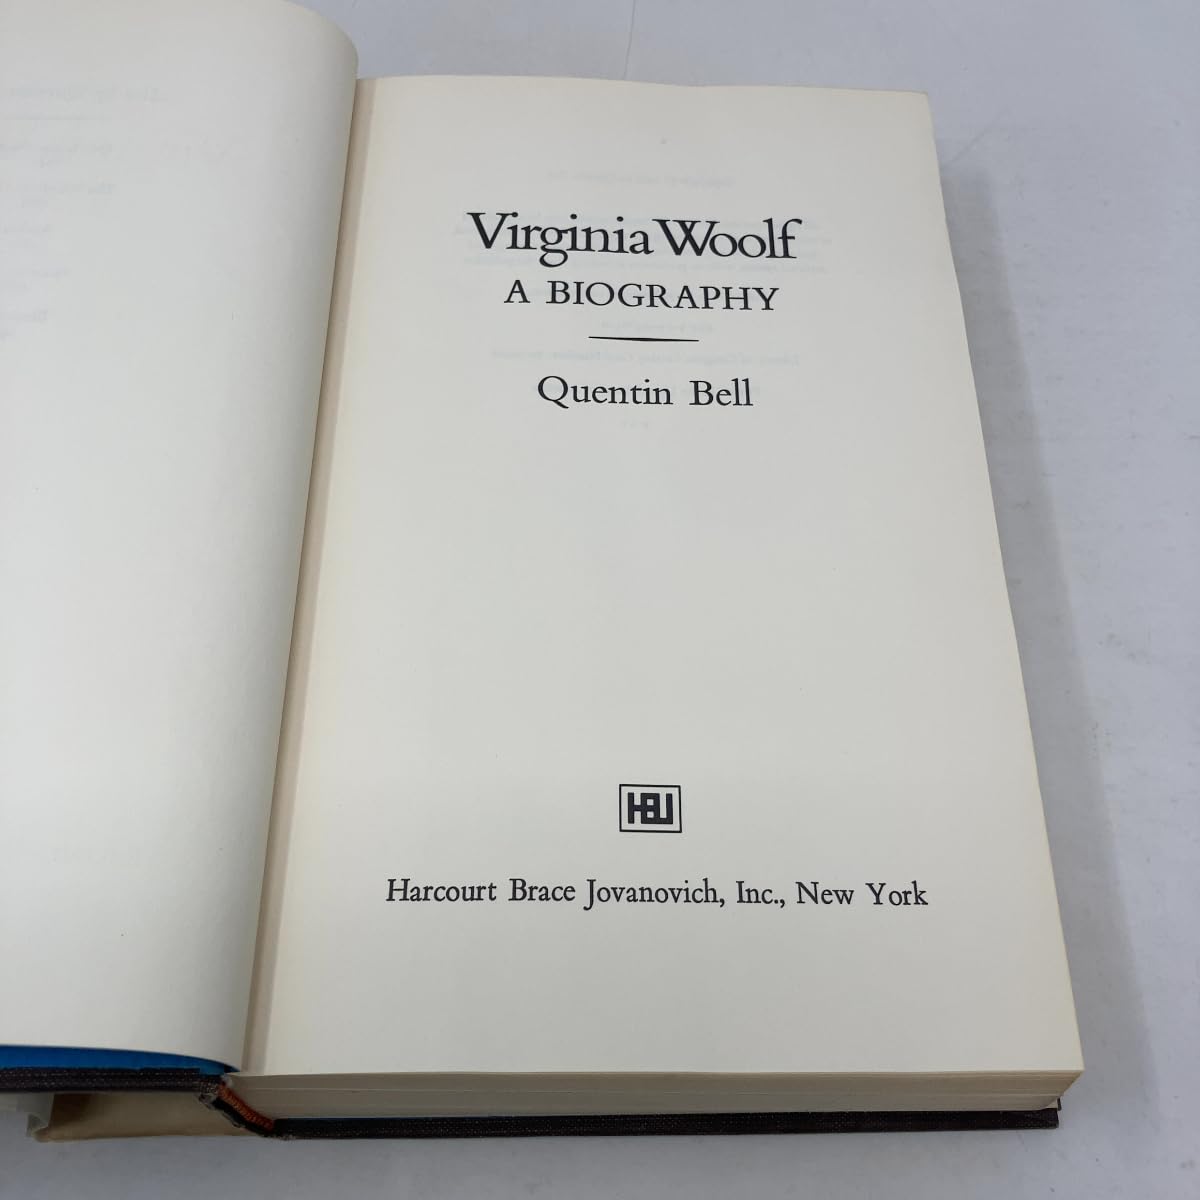 Virginia Woolf
A BIOGRAPHY
Quentin Bell
HBJ
Harcourt Brace Jovanovich, Inc., New York